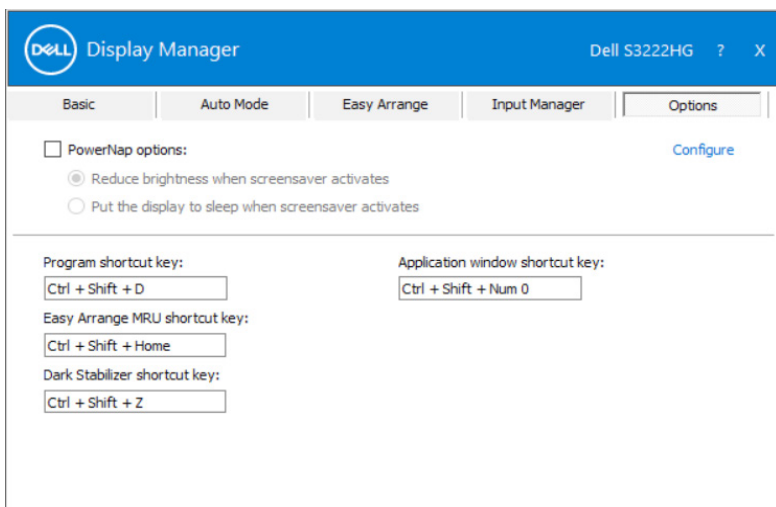 DELL Display Manager Dell S3222HG ? X
Basic Auto Mode Easy Arrange Input Manager Options
PowerNap options: Configure
Reduce brightness when screensaver activates
Put the display to sleep when screensaver activates
Program shortcut key: Application window shortcut key:
Ctrl + Shift + D Ctrl + Shift + Num 0
Easy Arrange MRU shortcut key:
Ctrl + Shift + Home
Dark Stabilizer shortcut key:
Ctrl + Shift + Z